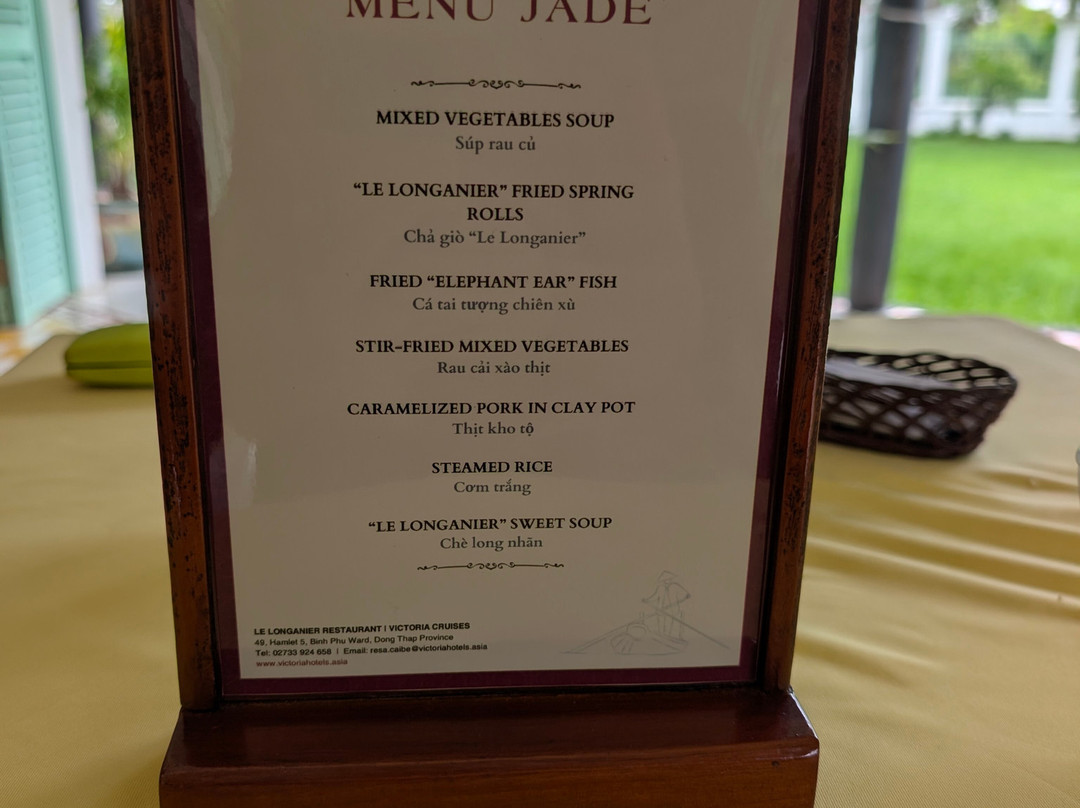 MENU JADE
MIXED VEGETABLES SOUP
Súp rau củ
“LE LONGANIER” FRIED SPRING
ROLLS
Chả giò “Le Longanier”
FRIED “ELEPHANT EAR” FISH
Cá tai tượng chiên xù
STIR-FRIED MIXED VEGETABLES
Rau cải xào thịt
CARAMELIZED PORK IN CLAY POT
Thịt kho tộ
STEAMED RICE
Cơm trắng
“LE LONGANIER” SWEET SOUP
Chè long nhãn
LE LONGANIER RESTAURANT | VICTORIA CRUISES
49, Hamlet 5, Binh Phu Ward, Dong Thap Province
Tel: 02733 924 658 | Email: resa.caibe@victoriahotels.asia
www.victoriahotels.asia